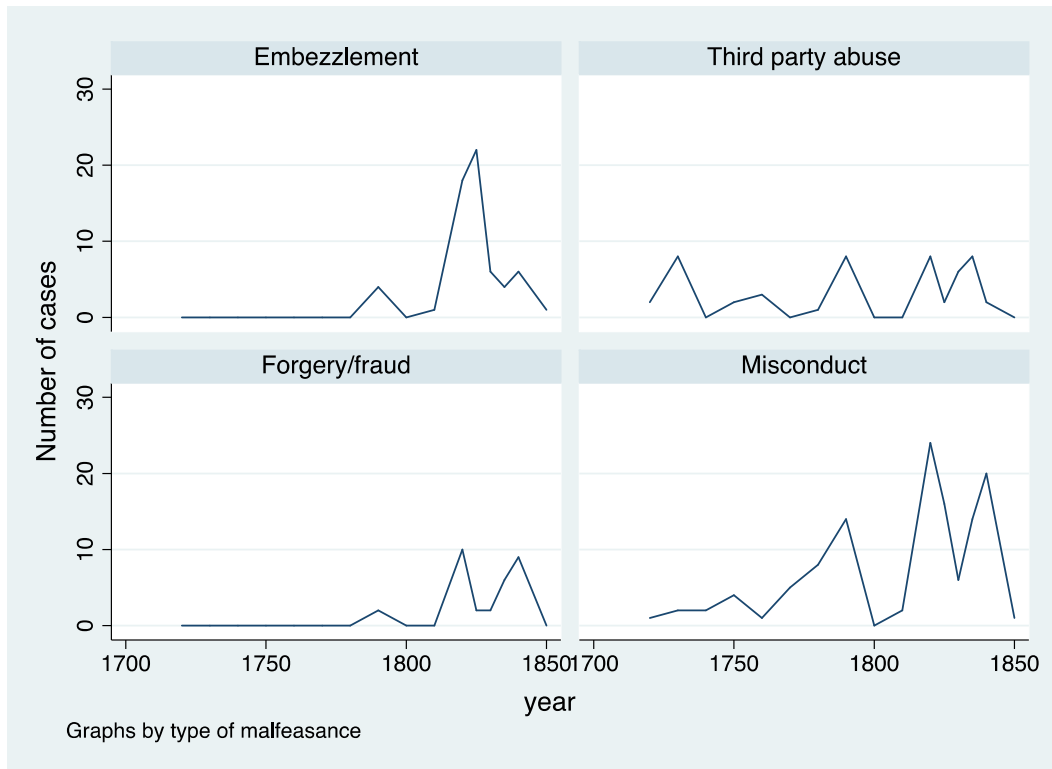 Embezzlement
Third party abuse
30
20
10
0
Forgery/fraud
Misconduct
30
20
10
0
Number of cases
1700 1750 1800 1850 1700 1750 1800 1850
year
Graphs by type of malfeasance